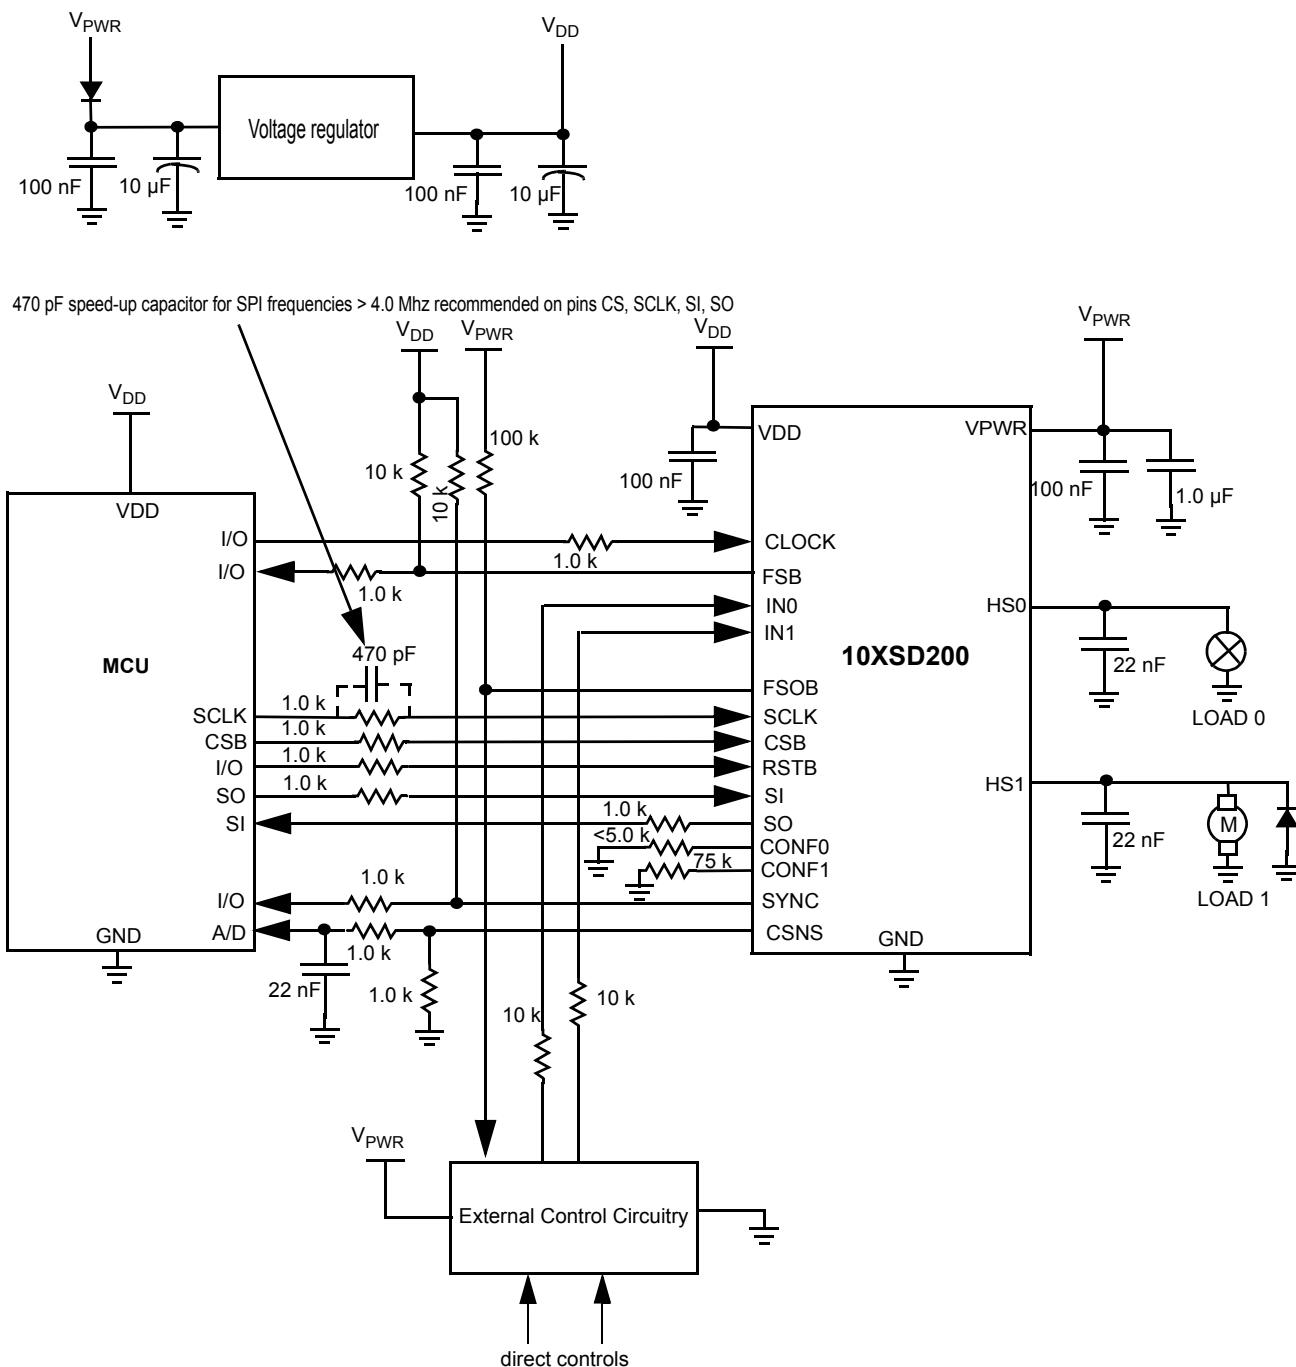 VPWR
VDD
Voltage regulator
100 nF
10 µF
100 nF
10 µF
470 pF speed-up capacitor for SPI frequencies > 4.0 Mhz recommended on pins CS, SCLK, SI, SO
VDD
VPWR
VDD
VPWR
VDD
10 k
10 k
100 k
100 nF
VDD
VPWR
100 nF
1.0 µF
VDD
I/O
1.0 k
CLOCK
I/O
1.0 k
FSB
IN0
HS0
IN1
MCU
470 pF
10XSD200
22 nF
FSOB
LOAD 0
SCLK
1.0 k
SCLK
CSB
1.0 k
CSB
I/O
1.0 k
RSTB
SO
1.0 k
SI
HS1
SI
1.0 k
SO
22 nF
M
<5.0 k
CONF0
75 k
CONF1
LOAD 1
I/O
1.0 k
SYNC
A/D
1.0 k
CSNS
GND
GND
22 nF
1.0 k
10 k
10 k
VPWR
External Control Circuitry
direct controls